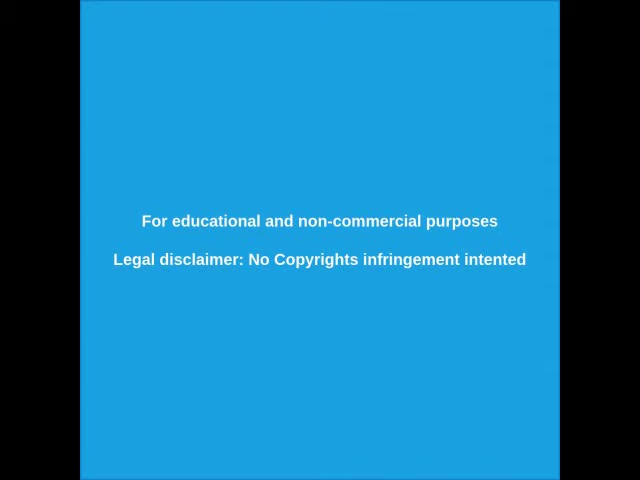 For educational and non-commercial purposes
Legal disclaimer: No Copyrights infringement intented